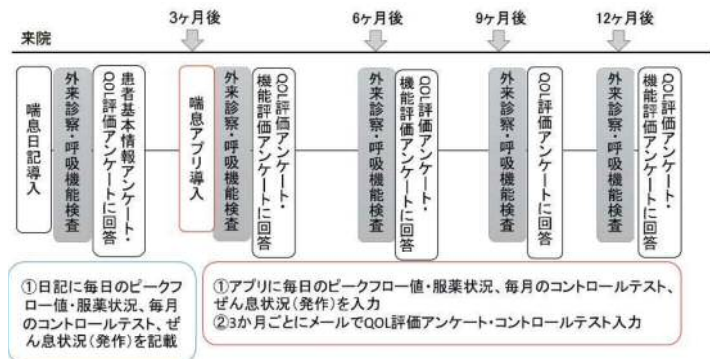 3ヶ月後
6ヶ月後
9ヶ月後
12ヶ月後
来院
喘息日記導入
外来診察・呼吸機能検査
患者基本情報アンケート・
QOL評価アンケートに回答
喘息アプリ導入
外来診察・呼吸機能検査
QOL評価アンケート・
機能評価アンケートに回答
外来診察・呼吸機能検査
QOL評価アンケート・
機能評価アンケートに回答
外来診察・呼吸機能検査
QOL評価アンケートに回答
外来診察・呼吸機能検査
QOL評価アンケート・
機能評価アンケートに回答
①日記に毎日のピークフ
ロー値・服薬状況、毎月
のコントロールテスト、ぜ
ん息状況(発作)を記載
①アプリに毎日のピークフロー値・服薬状況、毎月のコントロールテスト、
ぜん息状況(発作)を入力
②3か月ごとにメールでQOL評価アンケート・コントロールテスト入力